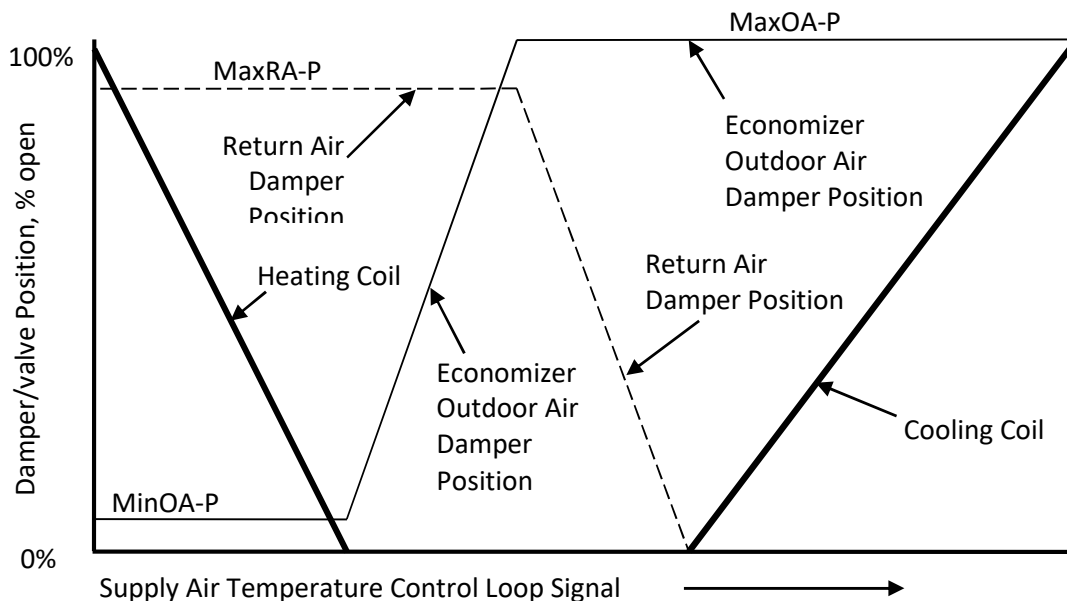 100%
MaxRA-P
MaxOA-P
Return Air
Damper
Position
Economizer
Outdoor Air
Damper Position
Heating Coil
Return Air
Damper Position
Economizer
Outdoor Air
Damper
Position
Cooling Coil
MinOA-P
0%
Damper/valve Position, % open
Supply Air Temperature Control Loop Signal